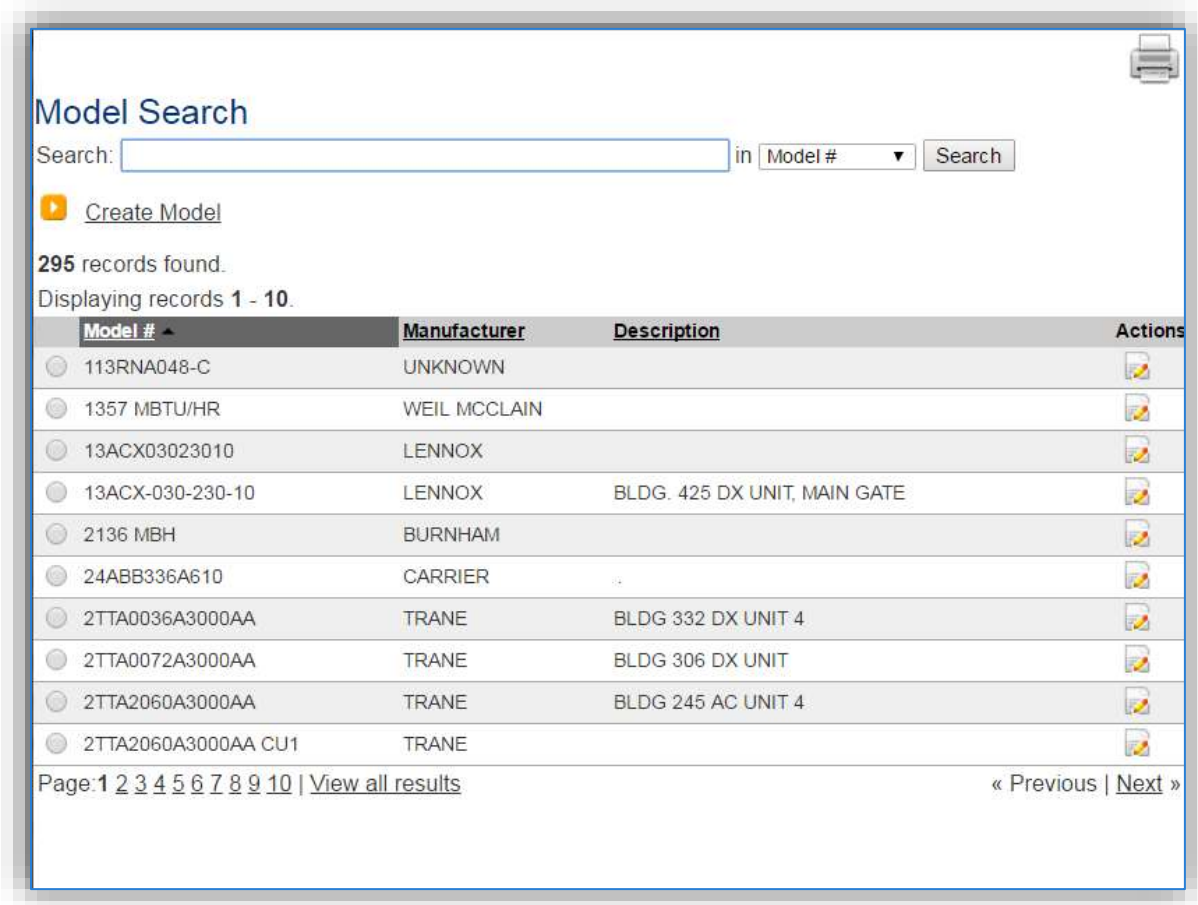 Model Search
Search: in Model # ▼ Search
Create Model
295 records found.
Displaying records 1 - 10.
Model # Manufacturer Description Actions
113RNA048-C UNKNOWN
1357 MBTU/HR WEIL MCCLAIN
13ACX03023010 LENNOX
13ACX-030-230-10 LENNOX BLDG. 425 DX UNIT, MAIN GATE
2136 MBH BURNHAM
24ABB336A610 CARRIER .
2TTA0036A3000AA TRANE BLDG 332 DX UNIT 4
2TTA0072A3000AA TRANE BLDG 306 DX UNIT
2TTA2060A3000AA TRANE BLDG 245 AC UNIT 4
2TTA2060A3000AA CU1 TRANE
Page:1 2 3 4 5 6 7 8 9 10 | View all results « Previous | Next »